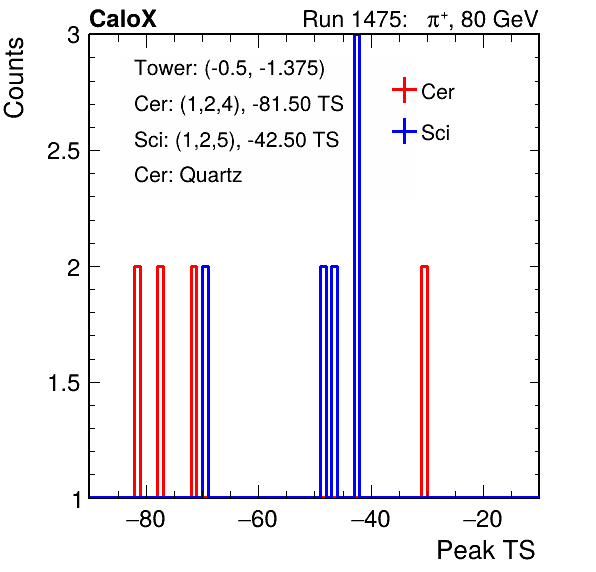 CaloX
Run 1475: π⁺, 80 GeV
Counts
Tower: (-0.5, -1.375)
Cer: (1,2,4), -81.50 TS
Sci: (1,2,5), -42.50 TS
Cer: Quartz
Cer
Sci
3
2.5
2
1.5
1
−80 −60 −40 −20
Peak TS